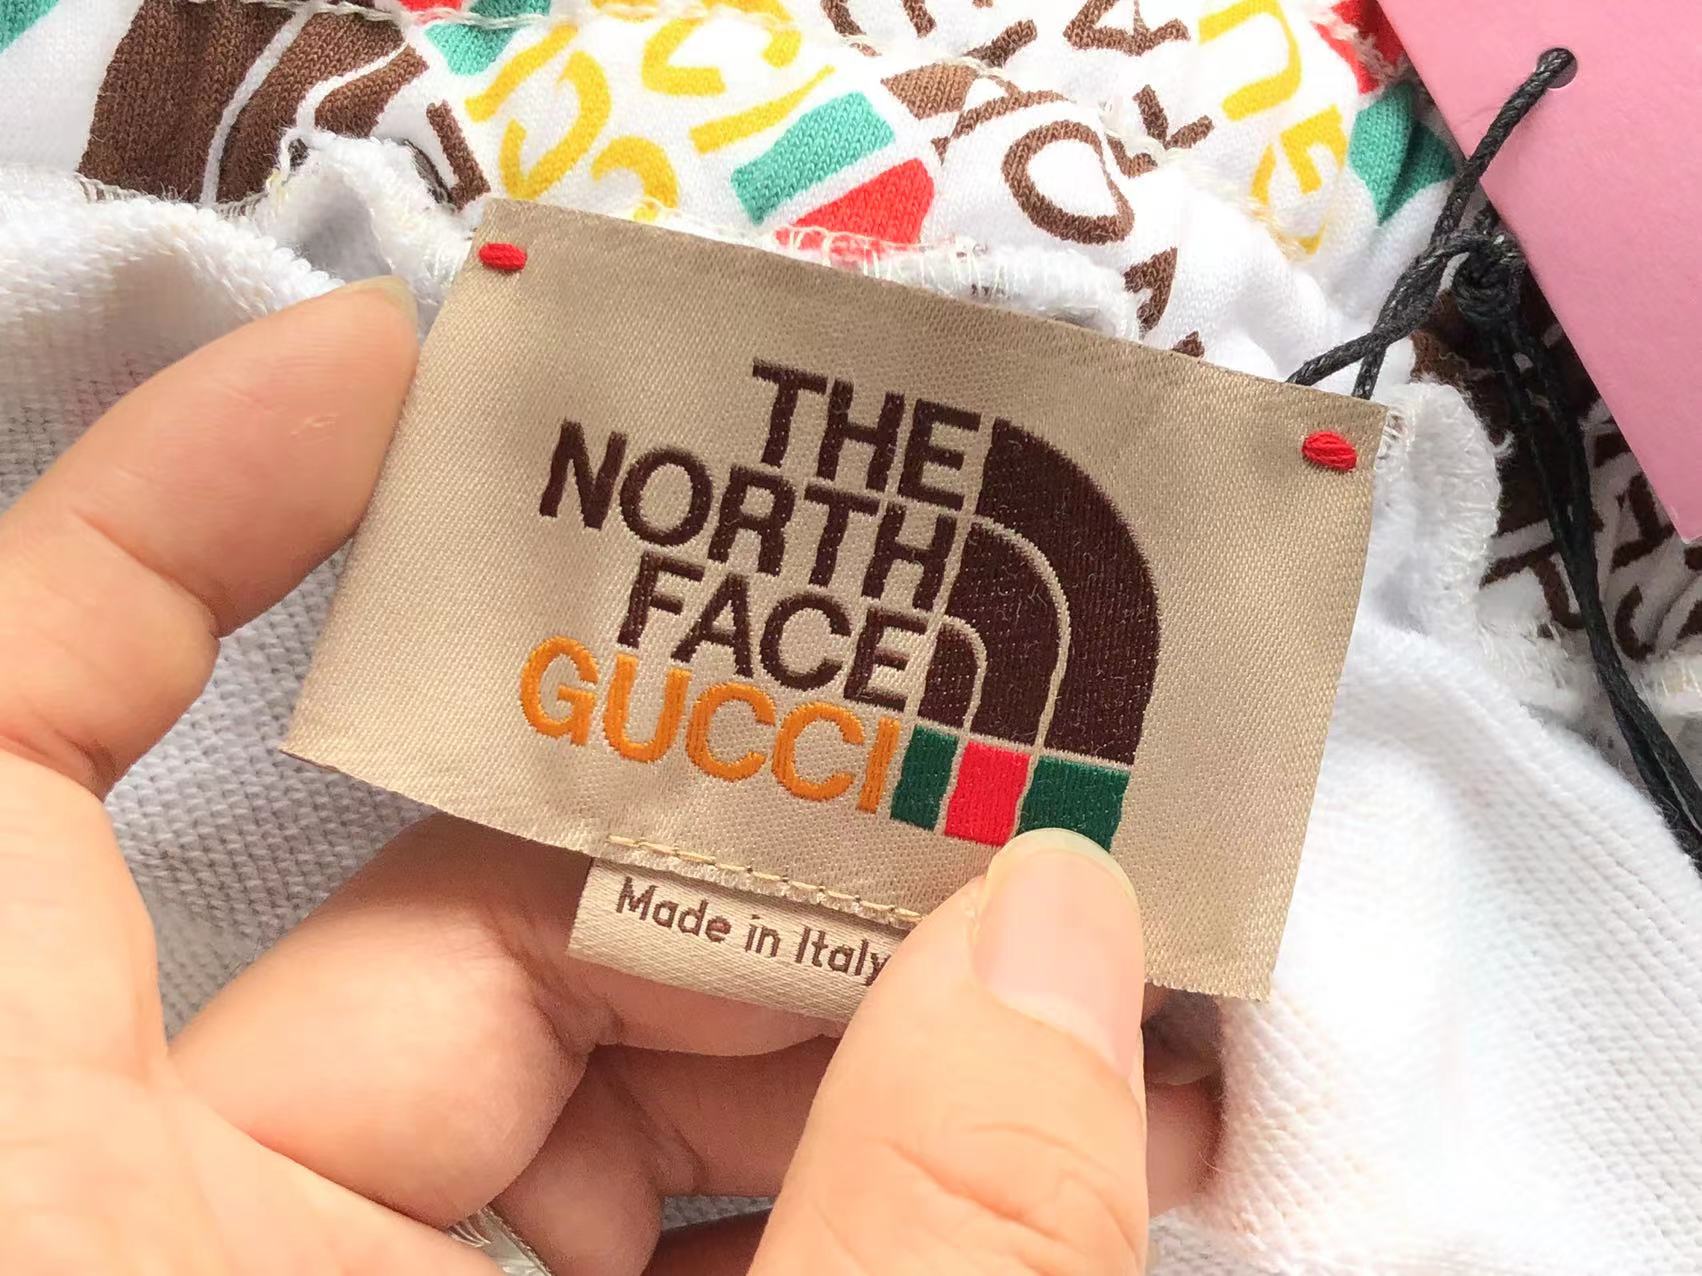 THE
NORTH
FACE
GUCCI
Made in Italy